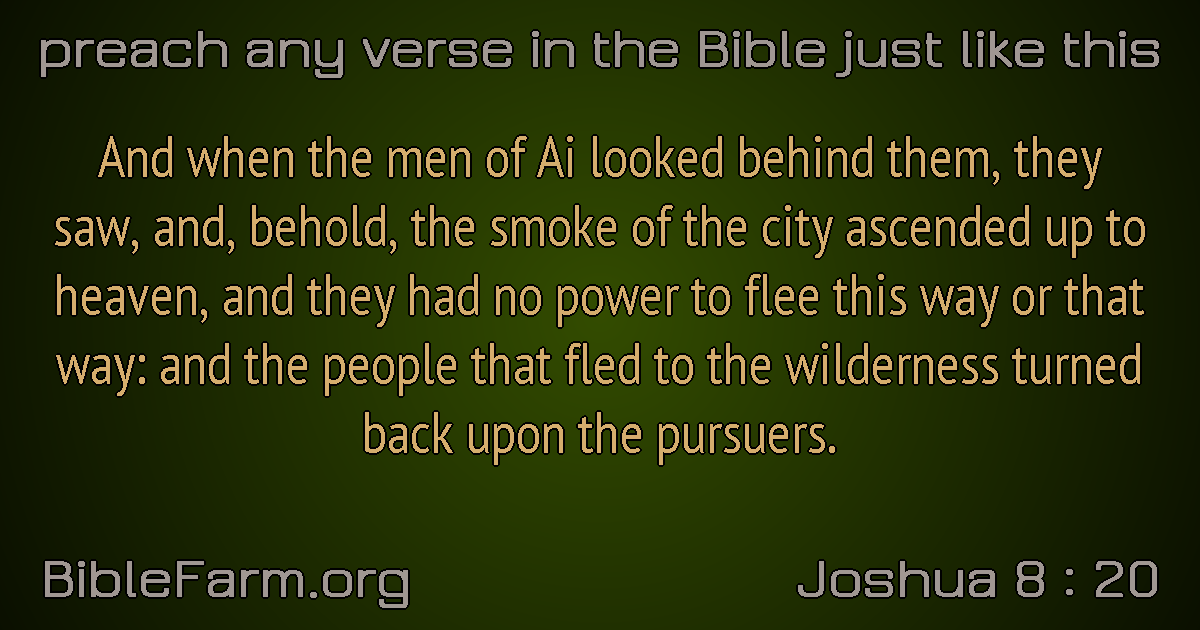 preach any verse in the Bible just like this
And when the men of Ai looked behind them, they
saw, and, behold, the smoke of the city ascended up to
heaven, and they had no power to flee this way or that
way: and the people that fled to the wilderness turned
back upon the pursuers.
BibleFarm.org
Joshua 8 : 20